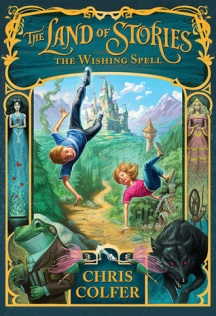 THE LAND OF STORIES
THE WISHING SPELL
CHRIS
COLFER